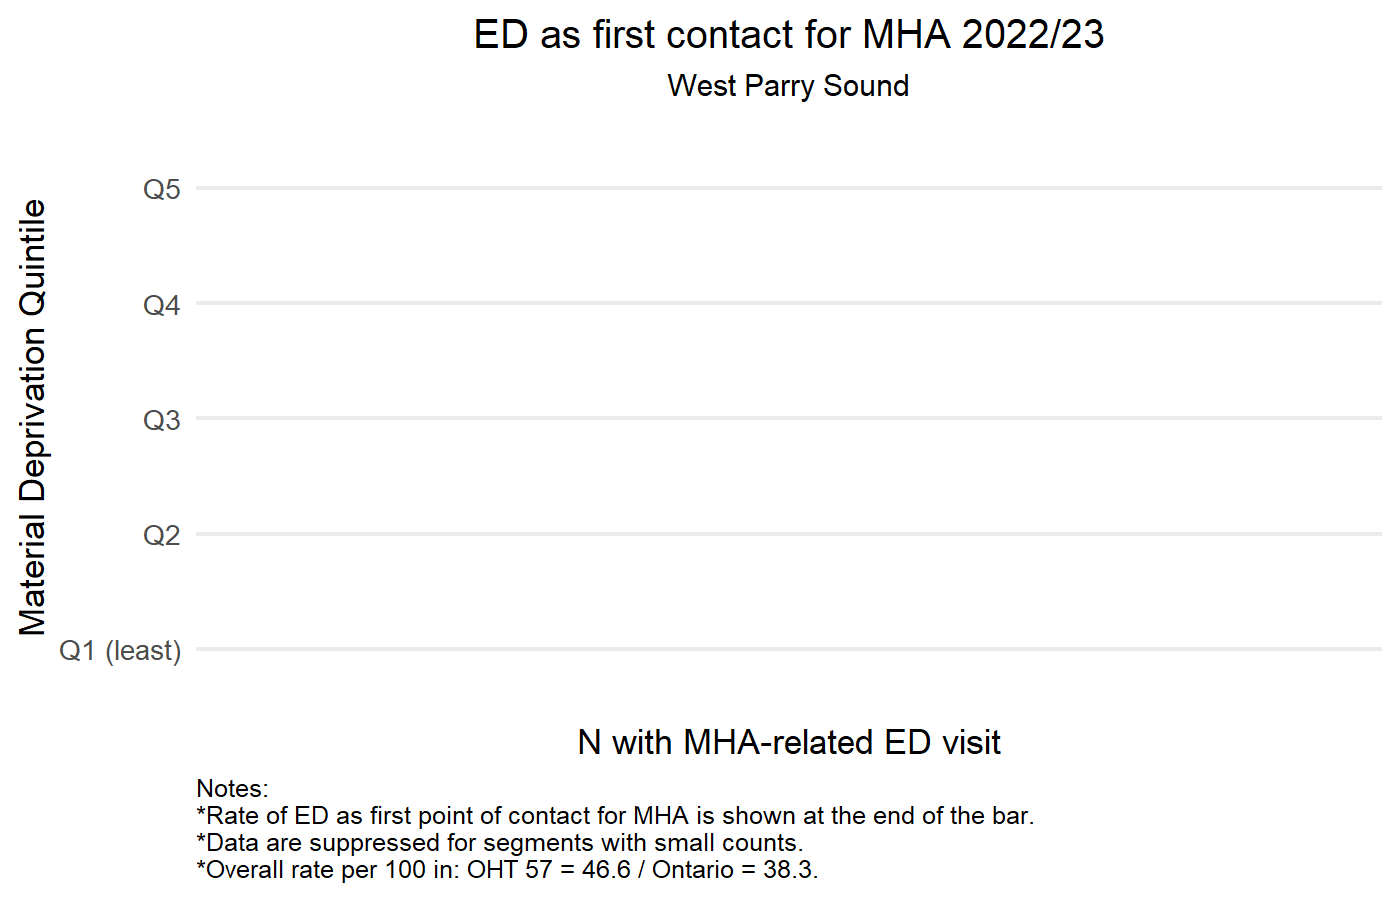 ED as first contact for MHA 2022/23
West Parry Sound
Material Deprivation Quintile
Q5
Q4
Q3
Q2
Q1 (least)
N with MHA-related ED visit
Notes:
*Rate of ED as first point of contact for MHA is shown at the end of the bar.
*Data are suppressed for segments with small counts.
*Overall rate per 100 in: OHT 57 = 46.6 / Ontario = 38.3.